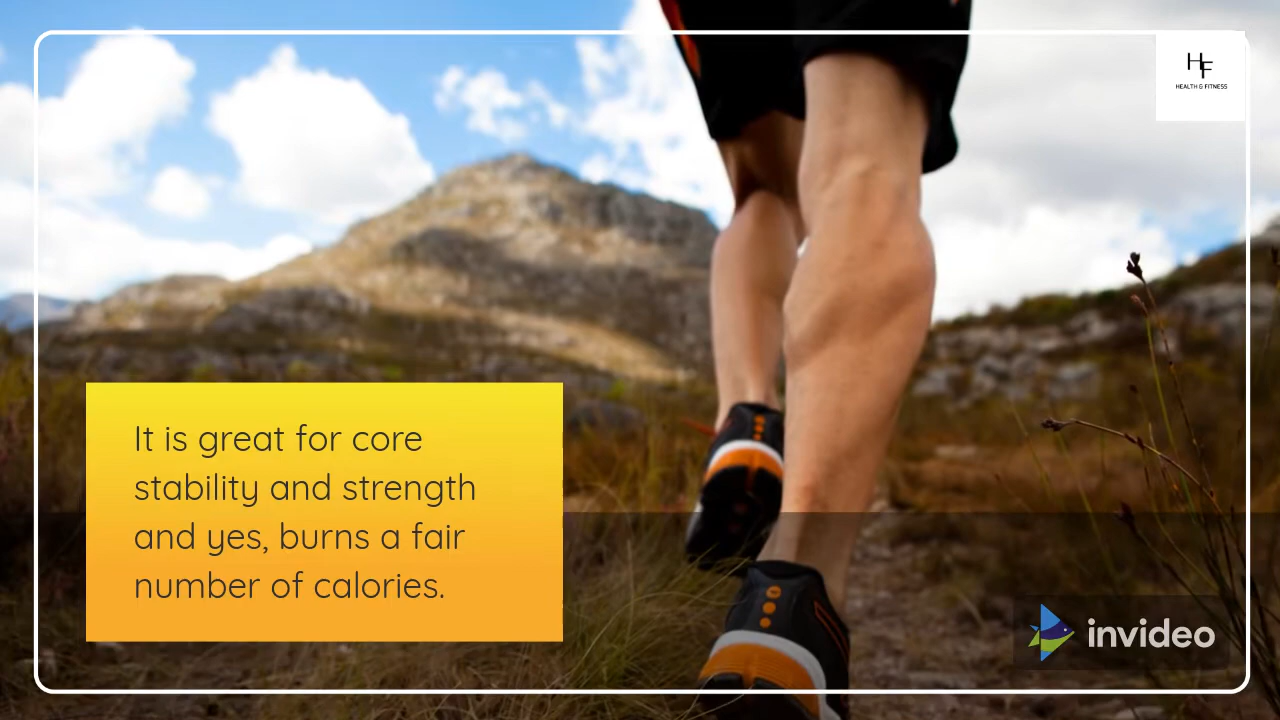 HF
HEALTH & FITNESS
It is great for core
stability and strength
and yes, burns a fair
number of calories.
invideo